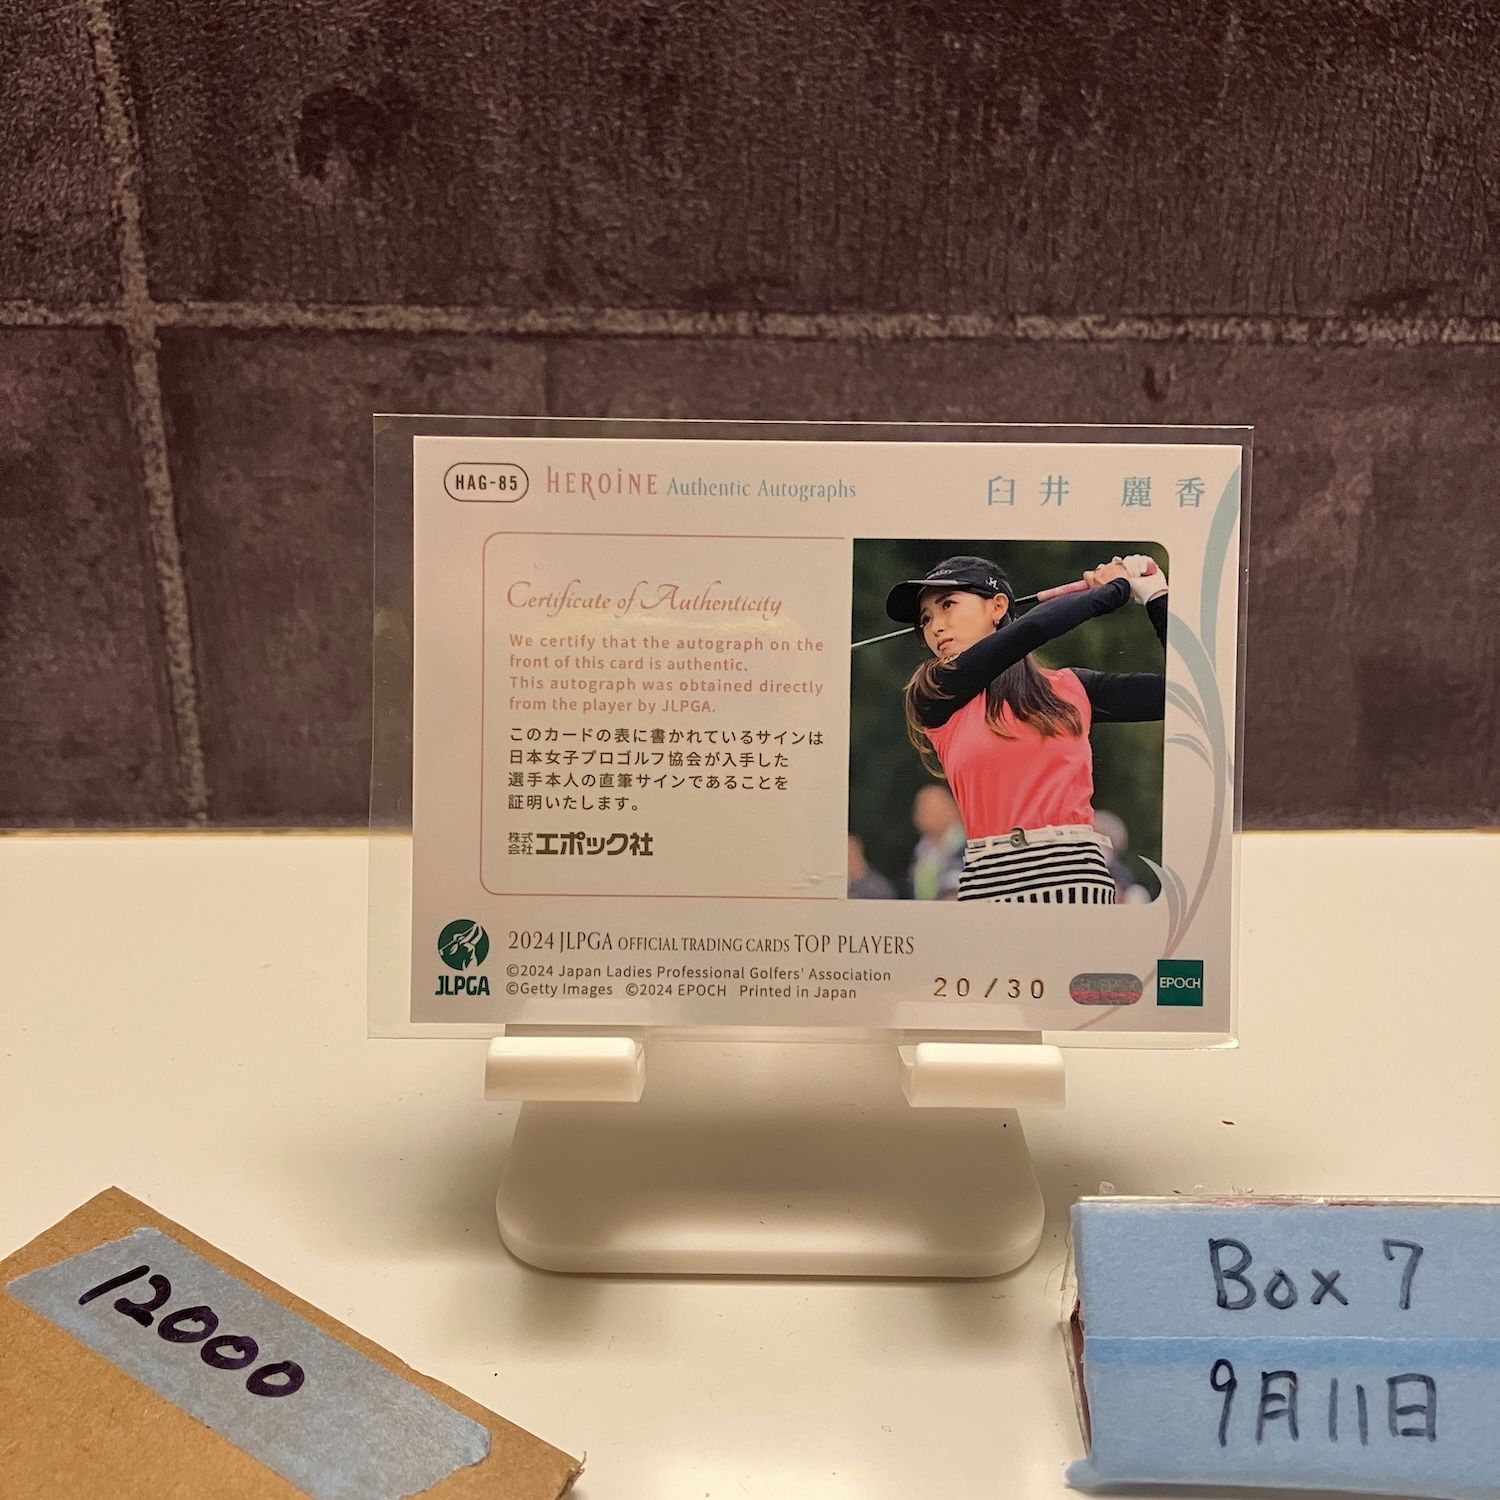 HAG-85 HEROINE Authentic Autographs 臼井 麗香
Certificate of Authenticity
We certify that the autograph on the
front of this card is authentic.
This autograph was obtained directly
from the player by JLPGA.
このカードの表に書かれているサインは
日本女子プロゴルフ協会が入手した
選手本人の直筆サインであることを
証明いたします。
株式会社エポック社
2024 JLPGA OFFICIAL TRADING CARDS TOP PLAYERS
©2024 Japan Ladies Professional Golfers' Association
©Getty Images ©2024 EPOCH Printed in Japan
JLPGA
20/30
EPOCH
12000
Box 7
9月11日